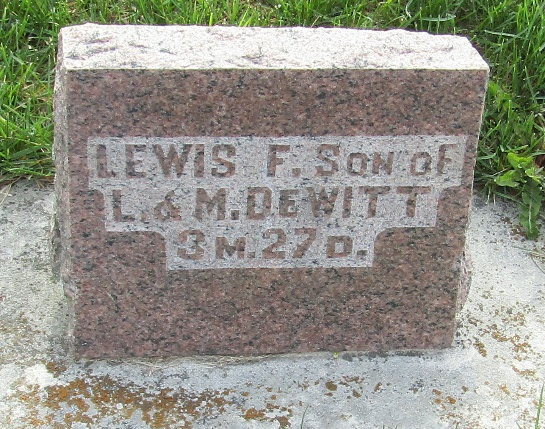 LEWIS F. SON OF
L. & M. DEWITT
3 M. 27 D.